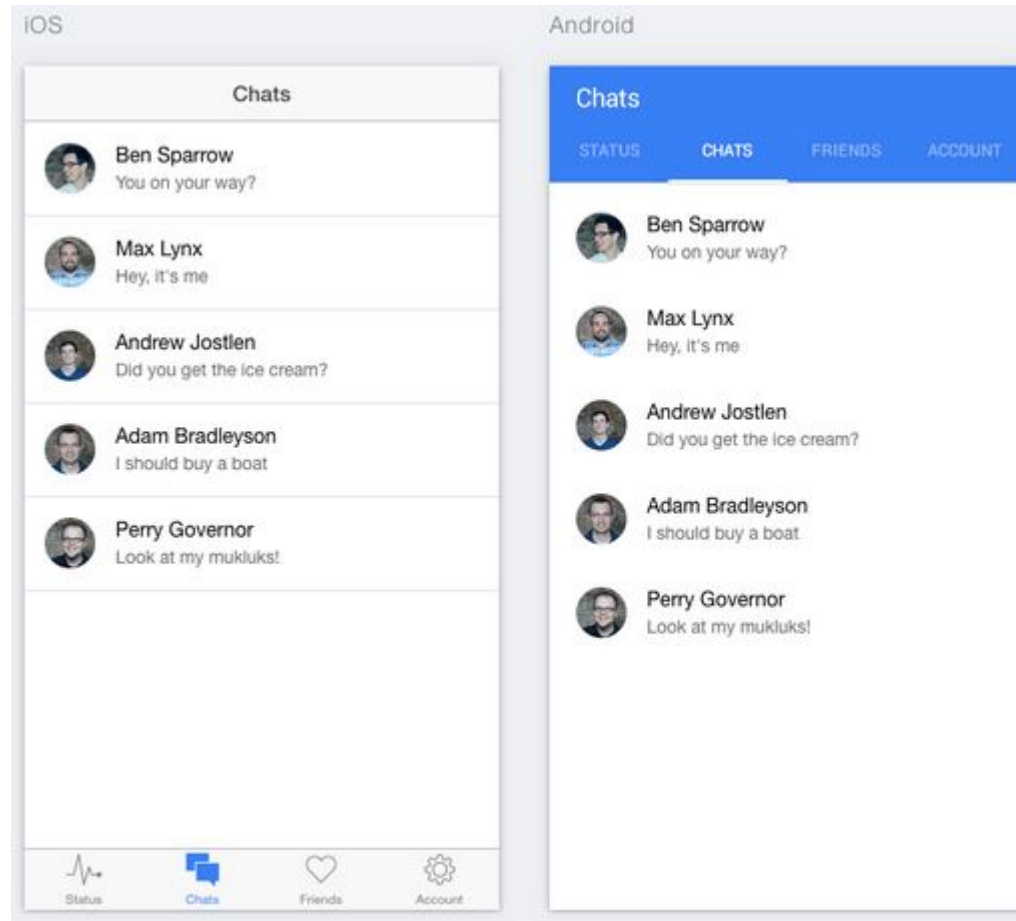 iOS
Chats
Ben Sparrow
You on your way?
Max Lynx
Hey, it's me
Andrew Jostlen
Did you get the ice cream?
Adam Bradleyson
I should buy a boat
Perry Governor
Look at my mukluks!
Status Chats Friends Account
Android
Chats
STATUS CHATS FRIENDS ACCOUNT
Ben Sparrow
You on your way?
Max Lynx
Hey, it's me
Andrew Jostlen
Did you get the ice cream?
Adam Bradleyson
I should buy a boat
Perry Governor
Look at my mukluks!